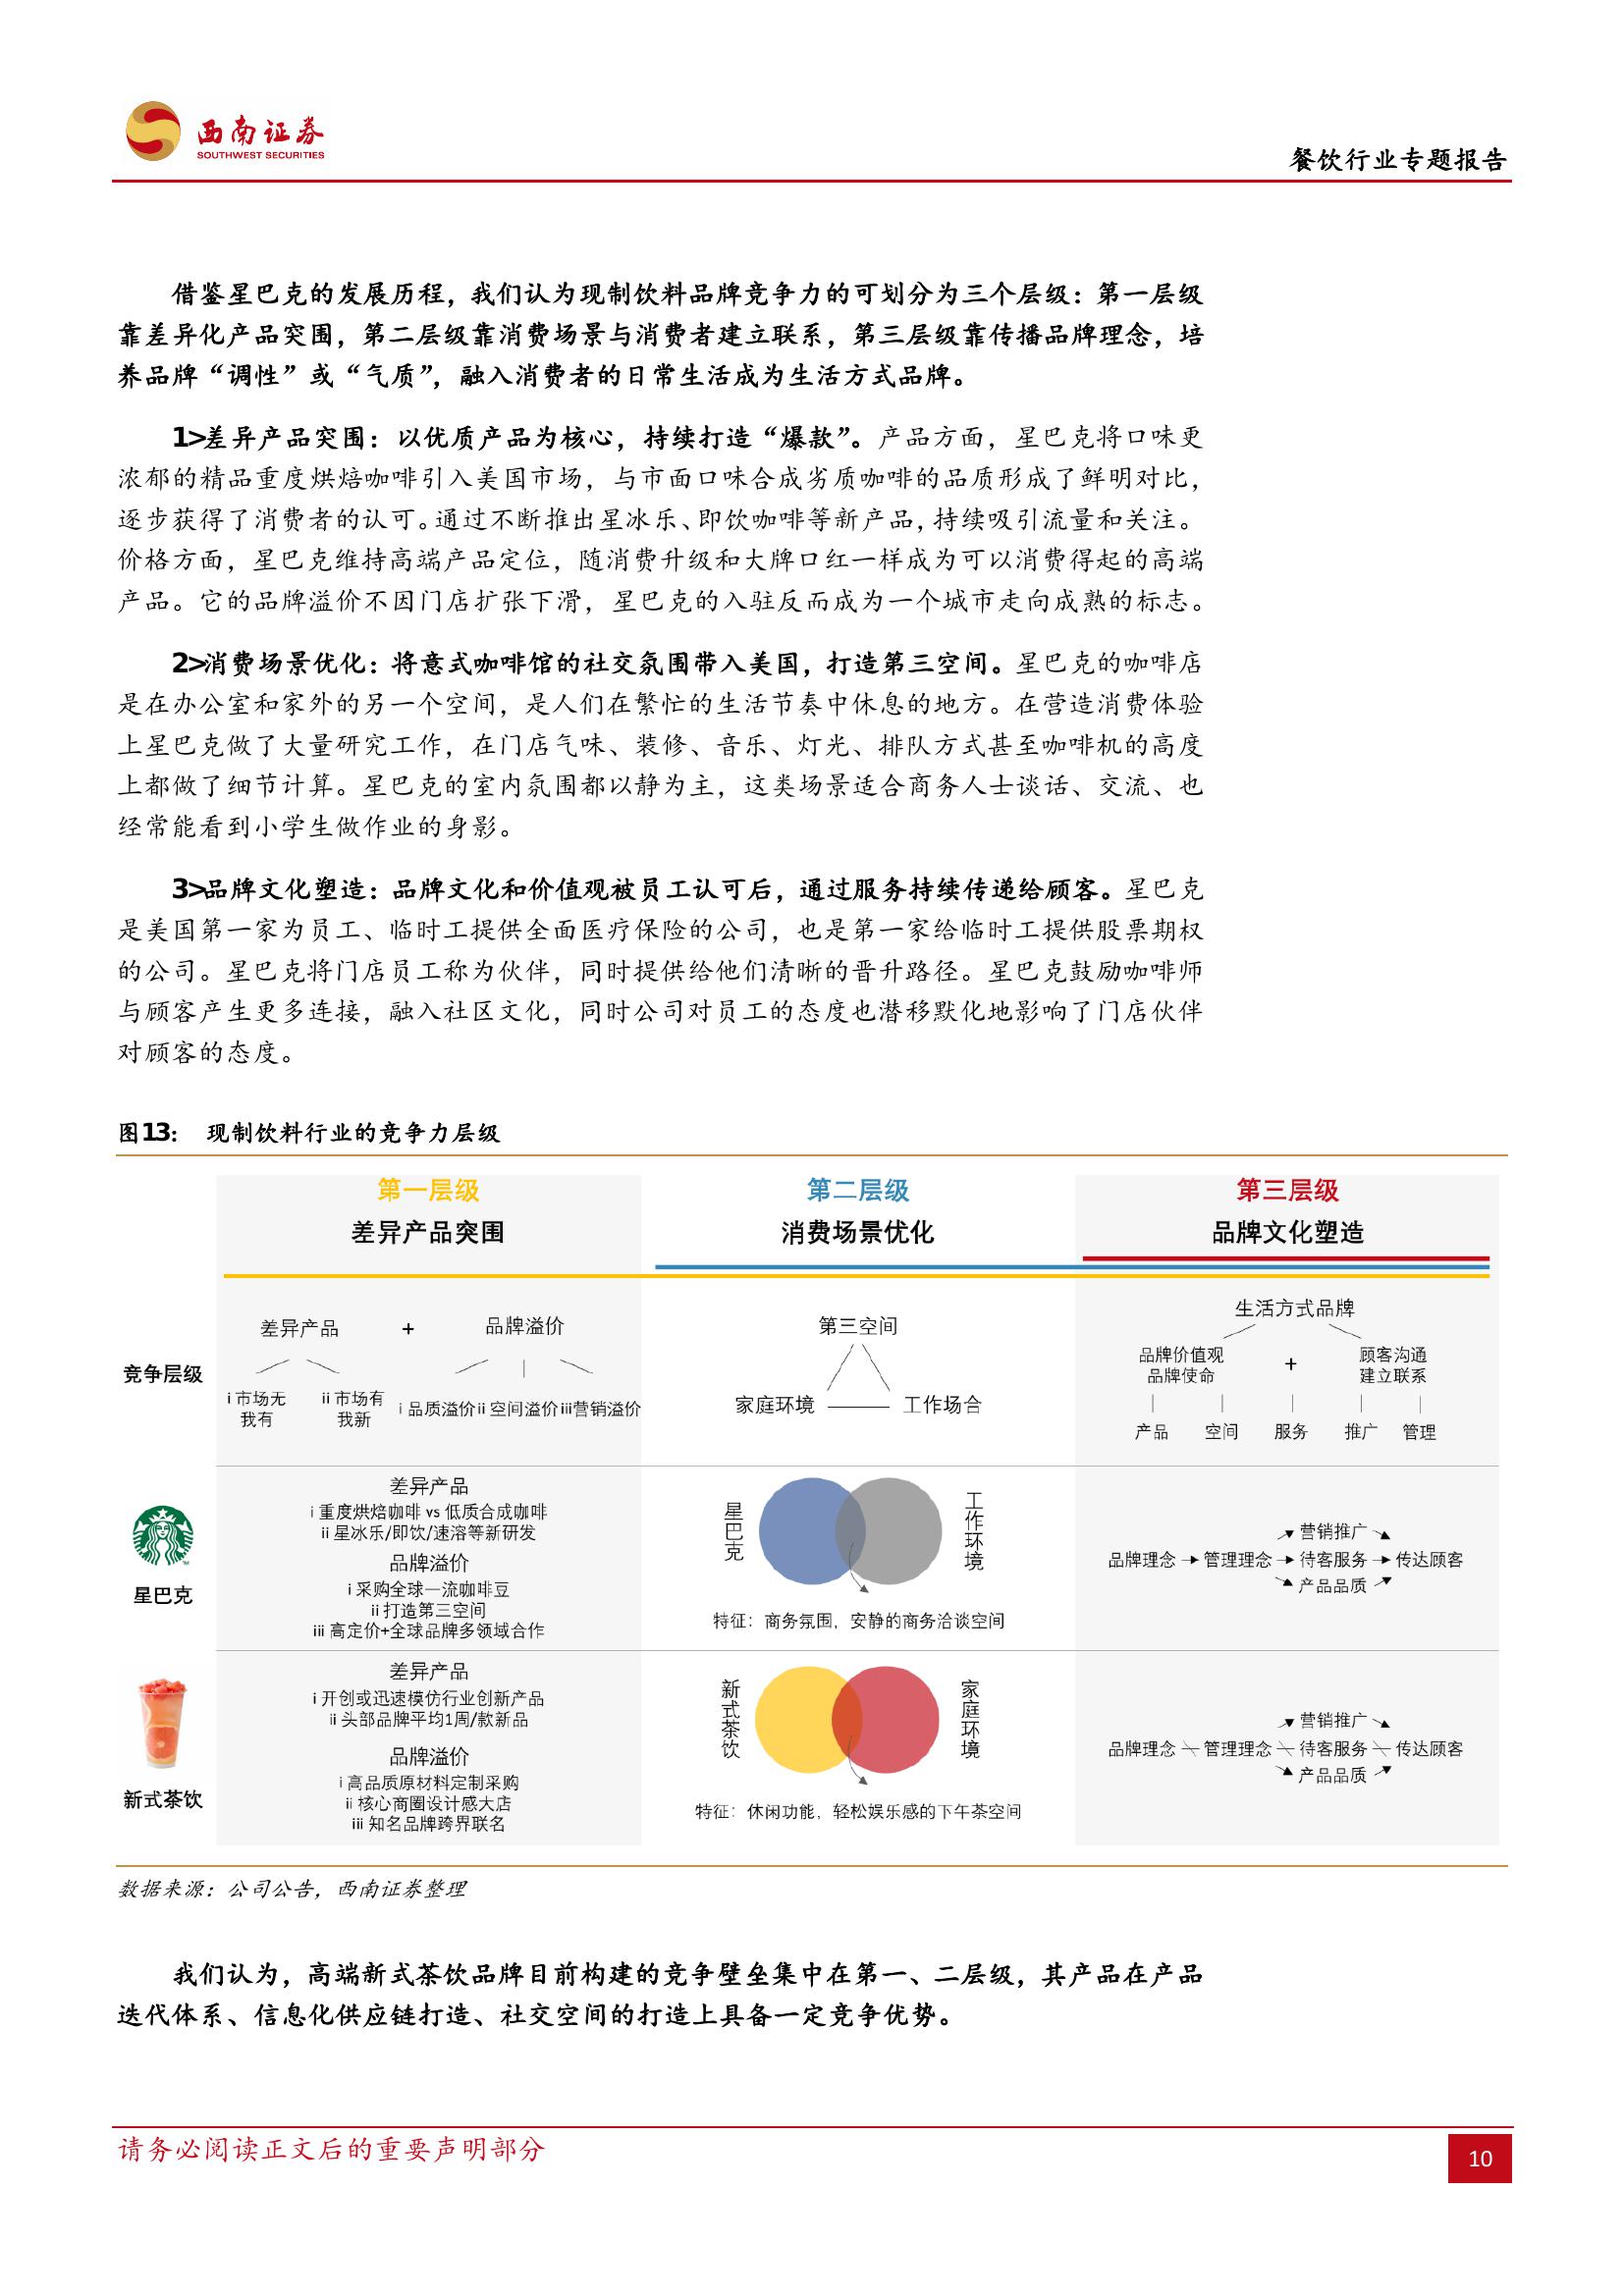 西南证券
SOUTHWEST SECURITIES
餐饮行业专题报告
借鉴星巴克的发展历程，我们认为现制饮料品牌竞争力的可划分为三个层级：第一层级
靠差异化产品突围，第二层级靠消费场景与消费者建立联系，第三层级靠传播品牌理念，培
养品牌“调性”或“气质”，融入消费者的日常生活成为生活方式品牌。
1>差异产品突围：以优质产品为核心，持续打造“爆款”。产品方面，星巴克将口味更
浓郁的精品重度烘焙咖啡引入美国市场，与市面口味合成劣质咖啡的品质形成了鲜明对比，
逐步获得了消费者的认可。通过不断推出星冰乐、即饮咖啡等新产品，持续吸引流量和关注。
价格方面，星巴克维持高端产品定位，随消费升级和大牌口红一样成为可以消费得起的高端
产品。它的品牌溢价不因门店扩张下滑，星巴克的入驻反而成为一个城市走向成熟的标志。
2>消费场景优化：将意式咖啡馆的社交氛围带入美国，打造第三空间。星巴克的咖啡店
是在办公室和家外的另一个空间，是人们在繁忙的生活节奏中休息的地方。在营造消费体验
上星巴克做了大量研究工作，在门店气味、装修、音乐、灯光、排队方式甚至咖啡机的高度
上都做了细节计算。星巴克的室内氛围都以静为主，这类场景适合商务人士谈话、交流、也
经常能看到小学生做作业的身影。
3>品牌文化塑造：品牌文化和价值观被员工认可后，通过服务持续传递给顾客。星巴克
是美国第一家为员工、临时工提供全面医疗保险的公司，也是第一家给临时工提供股票期权
的公司。星巴克将门店员工称为伙伴，同时提供给他们清晰的晋升路径。星巴克鼓励咖啡师
与顾客产生更多连接，融入社区文化，同时公司对员工的态度也潜移默化地影响了门店伙伴
对顾客的态度。
图13： 现制饮料行业的竞争力层级
第一层级 第二层级 第三层级
差异产品突围 消费场景优化 品牌文化塑造
竞争层级
差异产品 + 品牌溢价
i 市场无 ii 市场有
我有 我新
i 品质溢价 ii 空间溢价 iii营销溢价
第三空间
家庭环境 工作场合
生活方式品牌
品牌价值观 + 顾客沟通
品牌使命 建立联系
产品 空间 服务 推广 管理
星巴克
差异产品
i 重度烘焙咖啡 vs 低质合成咖啡
ii 星冰乐/即饮/速溶等新研发
品牌溢价
i 采购全球一流咖啡豆
ii 打造第三空间
iii 高定价+全球品牌多领域合作
星巴克
工作环境
特征：商务氛围，安静的商务洽谈空间
营销推广
品牌理念 管理理念 待客服务 传达顾客
产品品质
新式茶饮
差异产品
i 开创或迅速模仿行业创新产品
ii 头部品牌平均1周/款新品
品牌溢价
i 高品质原材料定制采购
ii 核心商圈设计感大店
iii 知名品牌跨界联名
新式茶饮
家庭环境
特征：休闲功能，轻松娱乐感的下午茶空间
营销推广
品牌理念 管理理念 待客服务 传达顾客
产品品质
数据来源：公司公告，西南证券整理
我们认为，高端新式茶饮品牌目前构建的竞争壁垒集中在第一、二层级，其产品在产品
迭代体系、信息化供应链打造、社交空间的打造上具备一定竞争优势。
请务必阅读正文后的重要声明部分
10